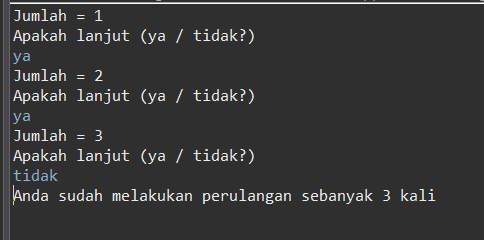 Jumlah = 1
Apakah lanjut (ya / tidak?)
ya
Jumlah = 2
Apakah lanjut (ya / tidak?)
ya
Jumlah = 3
Apakah lanjut (ya / tidak?)
tidak
Anda sudah melakukan perulangan sebanyak 3 kali